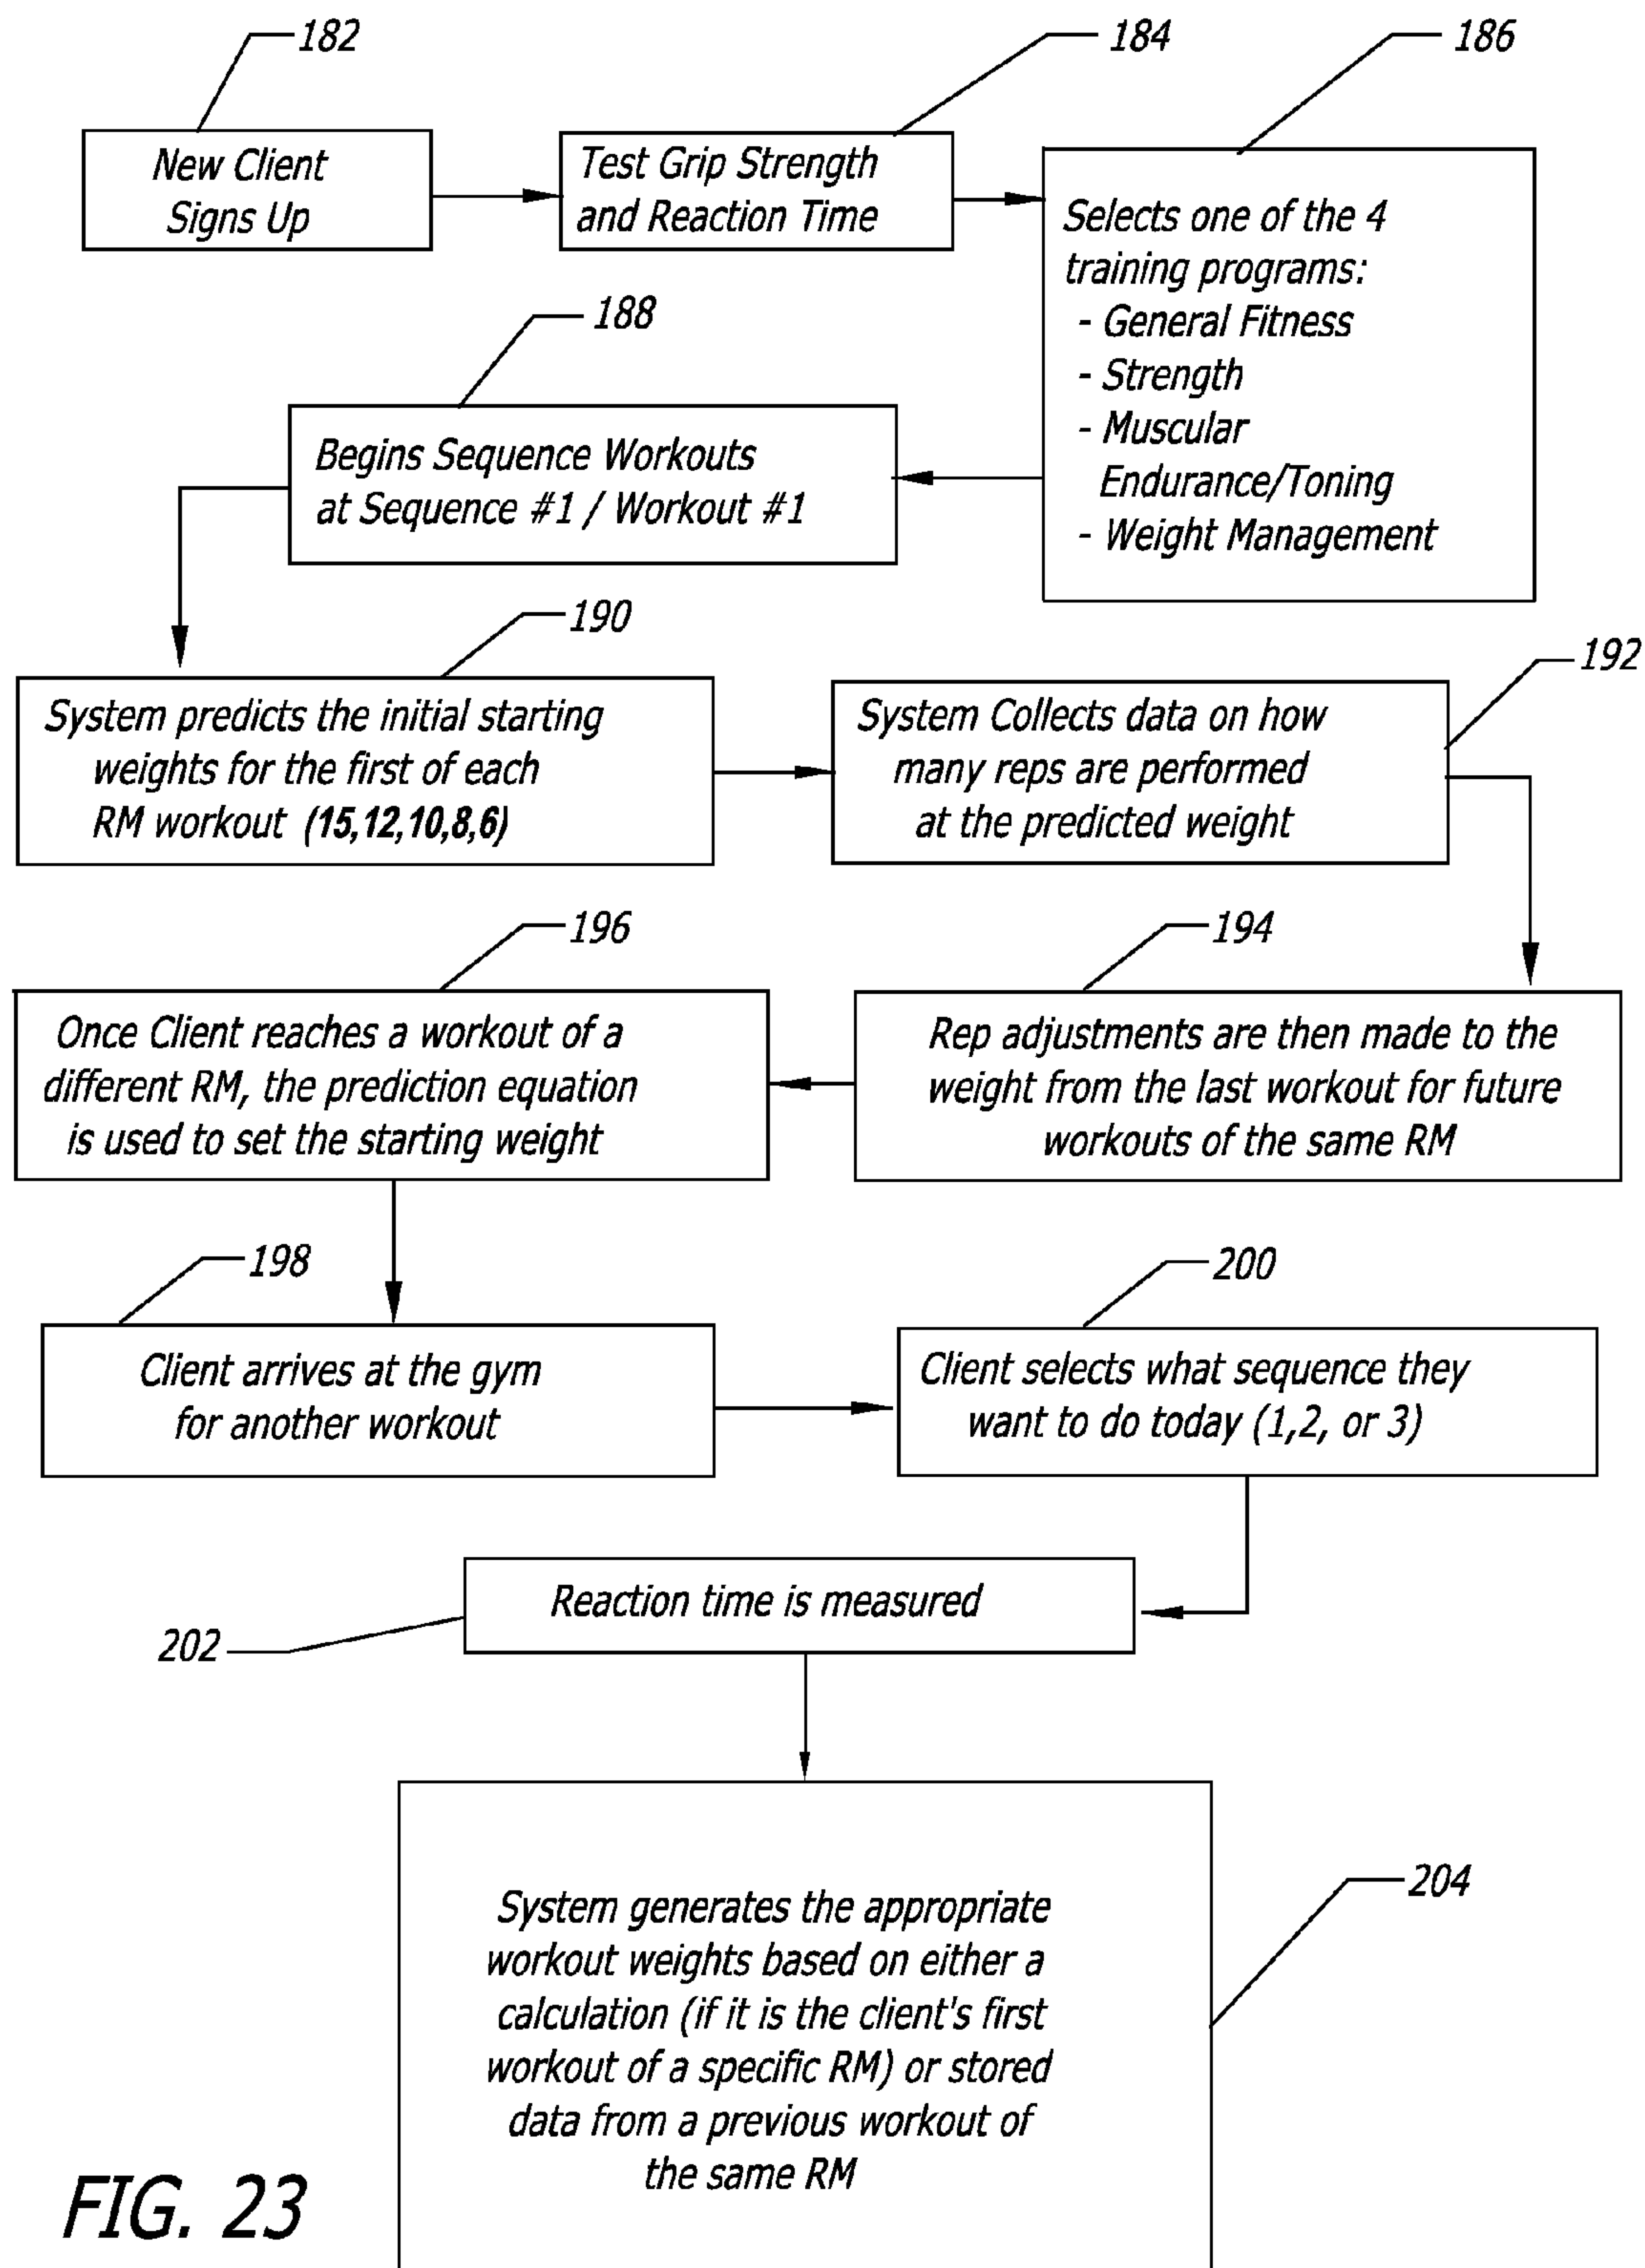 182
New Client
Signs Up
184
Test Grip Strength
and Reaction Time
186
Selects one of the 4
training programs:
- General Fitness
- Strength
- Muscular
Endurance/Toning
- Weight Management
188
Begins Sequence Workouts
at Sequence #1 / Workout #1
190
System predicts the initial starting
weights for the first of each
RM workout (15,12,10,8,6)
192
System Collects data on how
many reps are performed
at the predicted weight
194
Rep adjustments are then made to the
weight from the last workout for future
workouts of the same RM
196
Once Client reaches a workout of a
different RM, the prediction equation
is used to set the starting weight
198
Client arrives at the gym
for another workout
200
Client selects what sequence they
want to do today (1,2, or 3)
202
Reaction time is measured
204
System generates the appropriate
workout weights based on either a
calculation (if it is the client's first
workout of a specific RM) or stored
data from a previous workout of
the same RM
FIG. 23